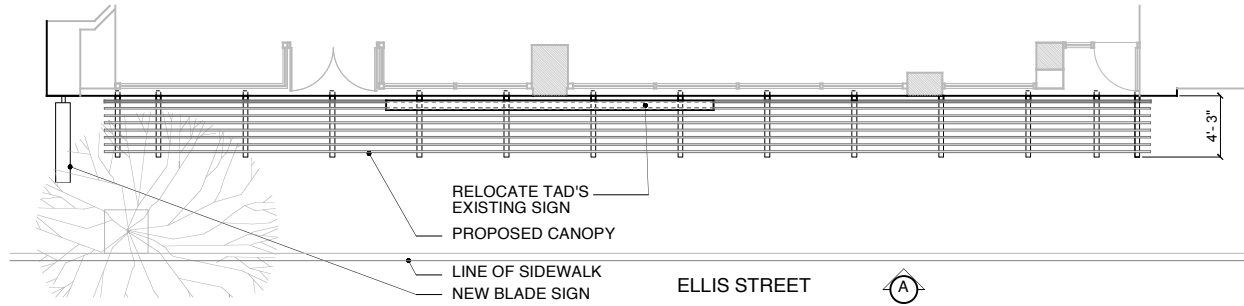 4'- 3"
RELOCATE TAD'S
EXISTING SIGN
PROPOSED CANOPY
LINE OF SIDEWALK
NEW BLADE SIGN
ELLIS STREET
A